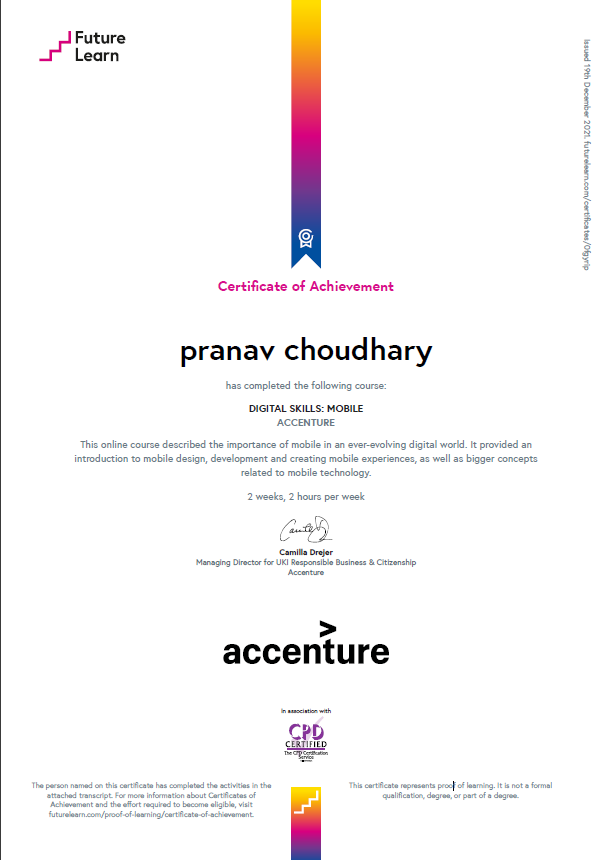 Future
Learn
Issued 19th December 2021. futurelearn.com/certificates/0fgyrlp
Certificate of Achievement
pranav choudhary
has completed the following course:
DIGITAL SKILLS: MOBILE
ACCENTURE
This online course described the importance of mobile in an ever-evolving digital world. It provided an
introduction to mobile design, development and creating mobile experiences, as well as bigger concepts
related to mobile technology.
2 weeks, 2 hours per week
Camilla Drejer
Managing Director for UKI Responsible Business & Citizenship
Accenture
accenture
In association with
CPD
CERTIFIED
The CPD Certification
Service
The person named on this certificate has completed the activities in the
attached transcript. For more information about Certificates of
Achievement and the effort required to become eligible, visit
futurelearn.com/proof-of-learning/certificate-of-achievement.
This certificate represents proof of learning. It is not a formal
qualification, degree, or part of a degree.